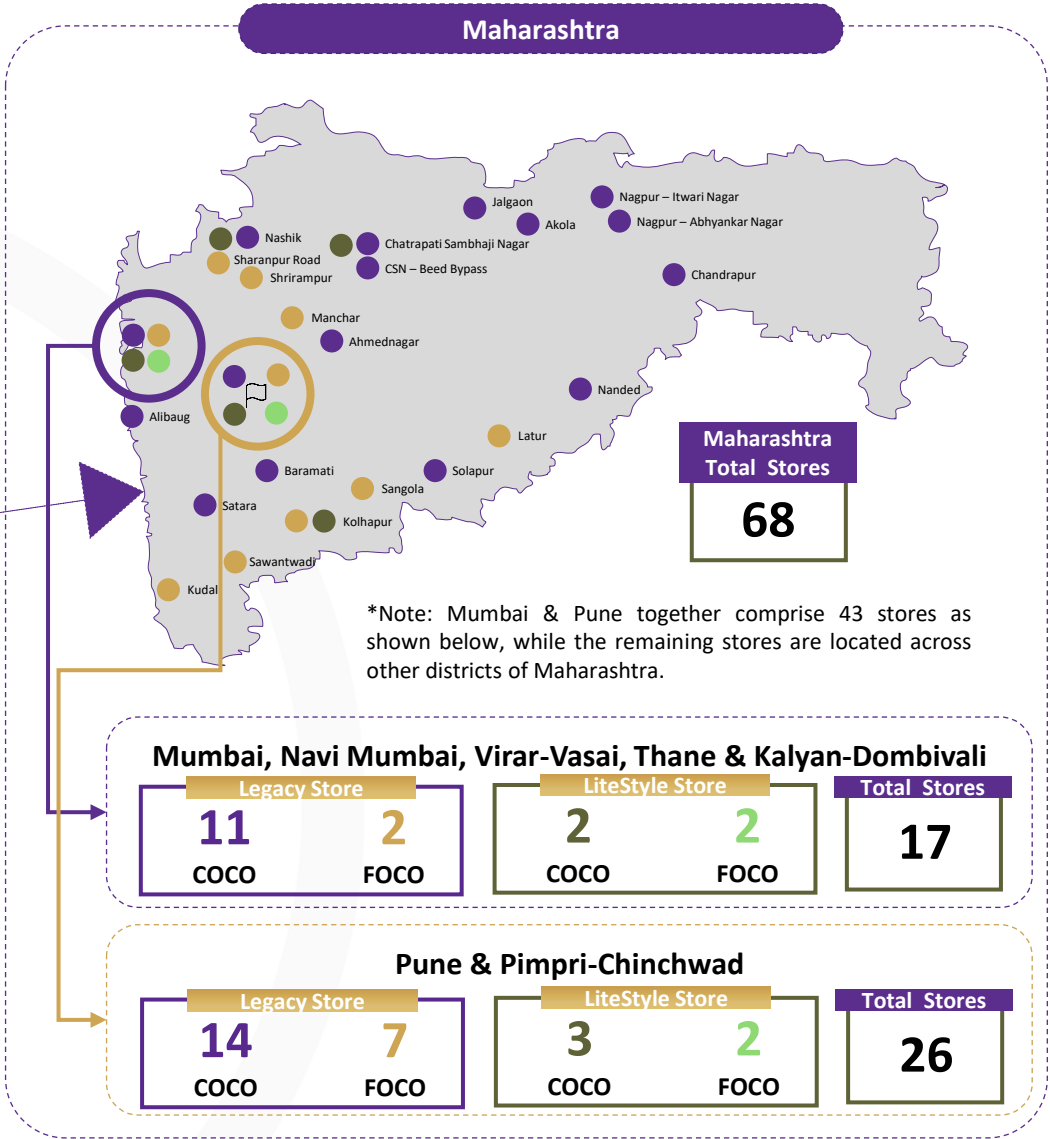 Maharashtra
Jalgaon
Nagpur – Itwari Nagar
Akola
Nagpur – Abhyankar Nagar
Nashik
Chatrapati Sambhaji Nagar
Sharanpur Road
CSN – Beed Bypass
Shrirampur
Chandrapur
Manchar
Ahmednagar
Nanded
Alibaug
Latur
Baramati
Solapur
Sangola
Satara
Kolhapur
Sawantwadi
Kudal
Maharashtra
Total Stores
68
*Note: Mumbai & Pune together comprise 43 stores as
shown below, while the remaining stores are located across
other districts of Maharashtra.
Mumbai, Navi Mumbai, Virar-Vasai, Thane & Kalyan-Dombivali
Legacy Store
11 2
COCO FOCO
LiteStyle Store
2 2
COCO FOCO
Total Stores
17
Pune & Pimpri-Chinchwad
Legacy Store
14 7
COCO FOCO
LiteStyle Store
3 2
COCO FOCO
Total Stores
26